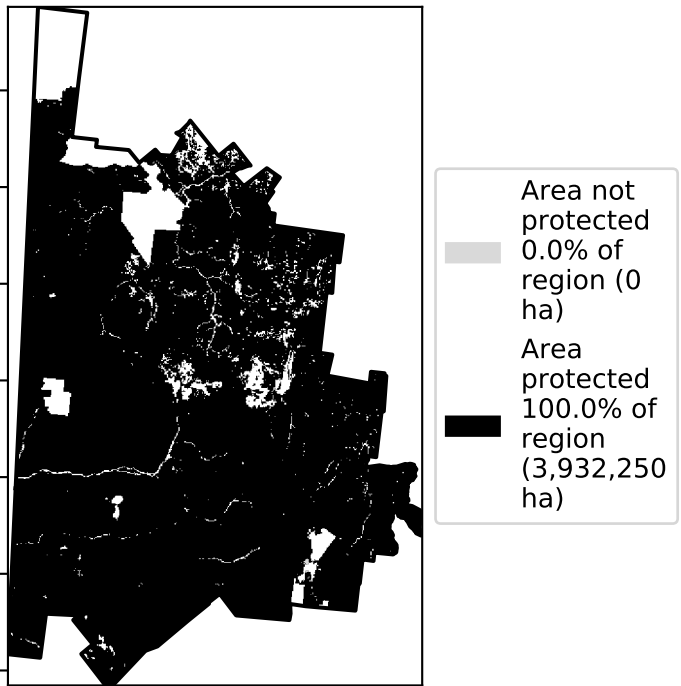 Area not
protected
0.0% of
region (0
ha)
Area
protected
100.0% of
region
(3,932,250
ha)